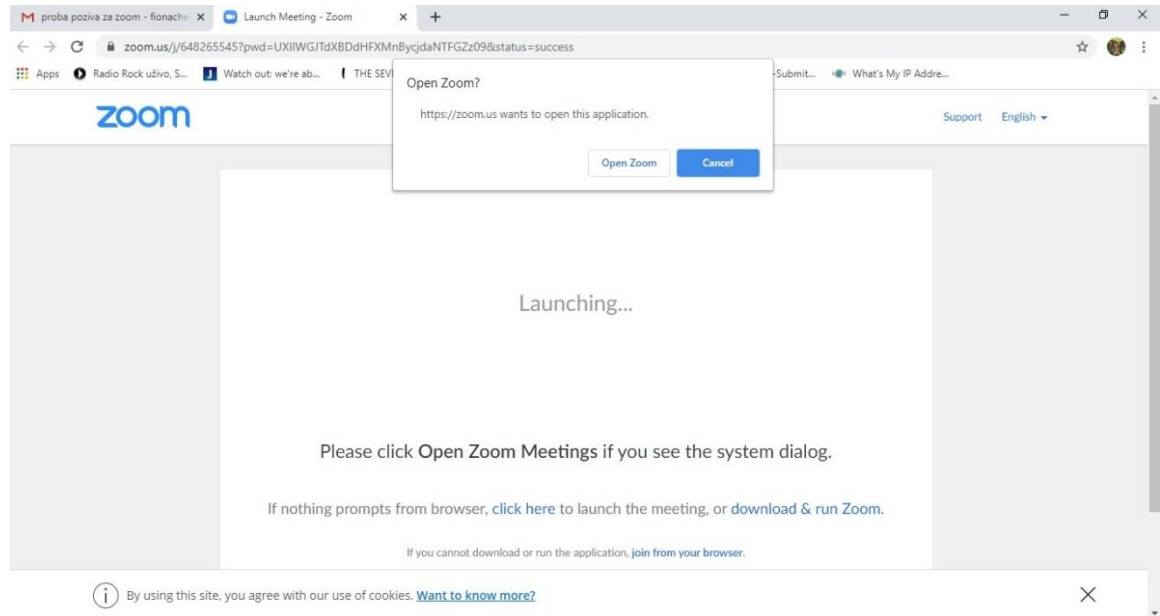 proba poziva za zoom - fionache
Launch Meeting - Zoom
zoom.us/j/648265545?pwd=UXIIWGJTdXBDdHFXMnBycjdaNTFGZz09&status=success
Apps
Radio Rock uživo, S...
Watch out: we're ab...
THE SEV
-Submit...
What's My IP Addre...
Open Zoom?
https://zoom.us wants to open this application.
Open Zoom
Cancel
zoom
Support
English
Launching...
Please click Open Zoom Meetings if you see the system dialog.
If nothing prompts from browser, click here to launch the meeting, or download & run Zoom.
If you cannot download or run the application, join from your browser.
By using this site, you agree with our use of cookies. Want to know more?